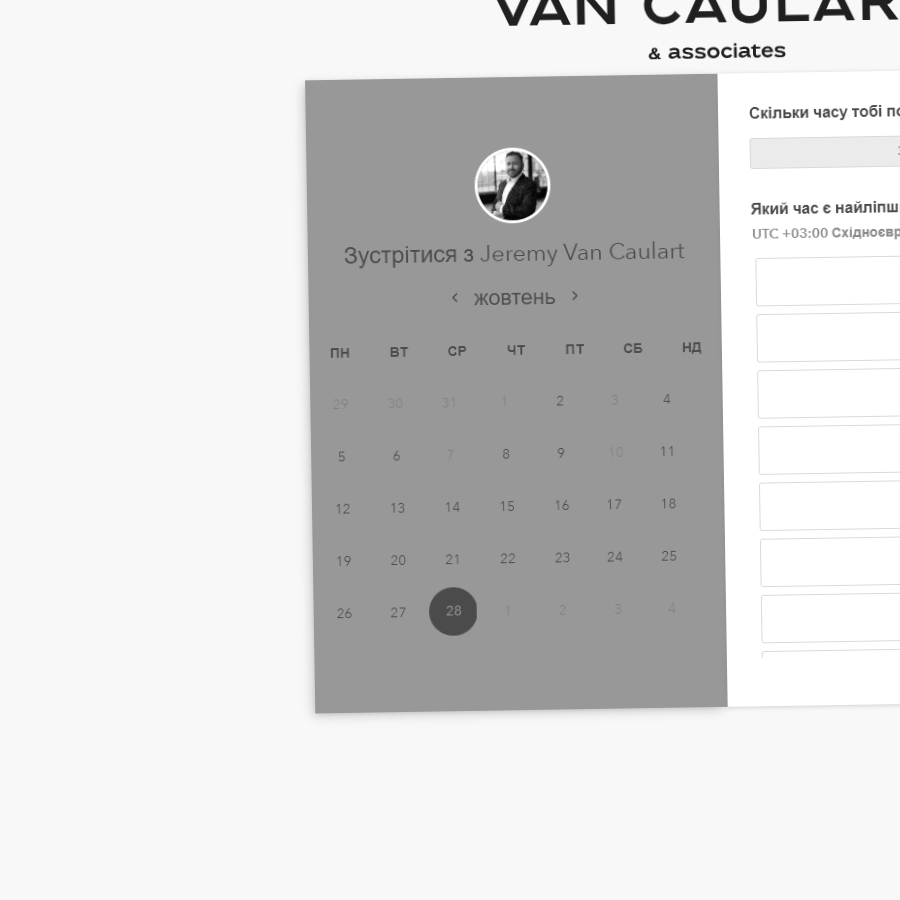 VAN CAULAR
& associates
Зустрітися з Jeremy Van Caulart
‹ жовтень ›
ПН ВТ СР ЧТ ПТ СБ НД
29 30 31 1 2 3 4
5 6 7 8 9 10 11
12 13 14 15 16 17 18
19 20 21 22 23 24 25
26 27 28 1 2 3 4
Скільки часу тобі
Який час є
UTC +03:00